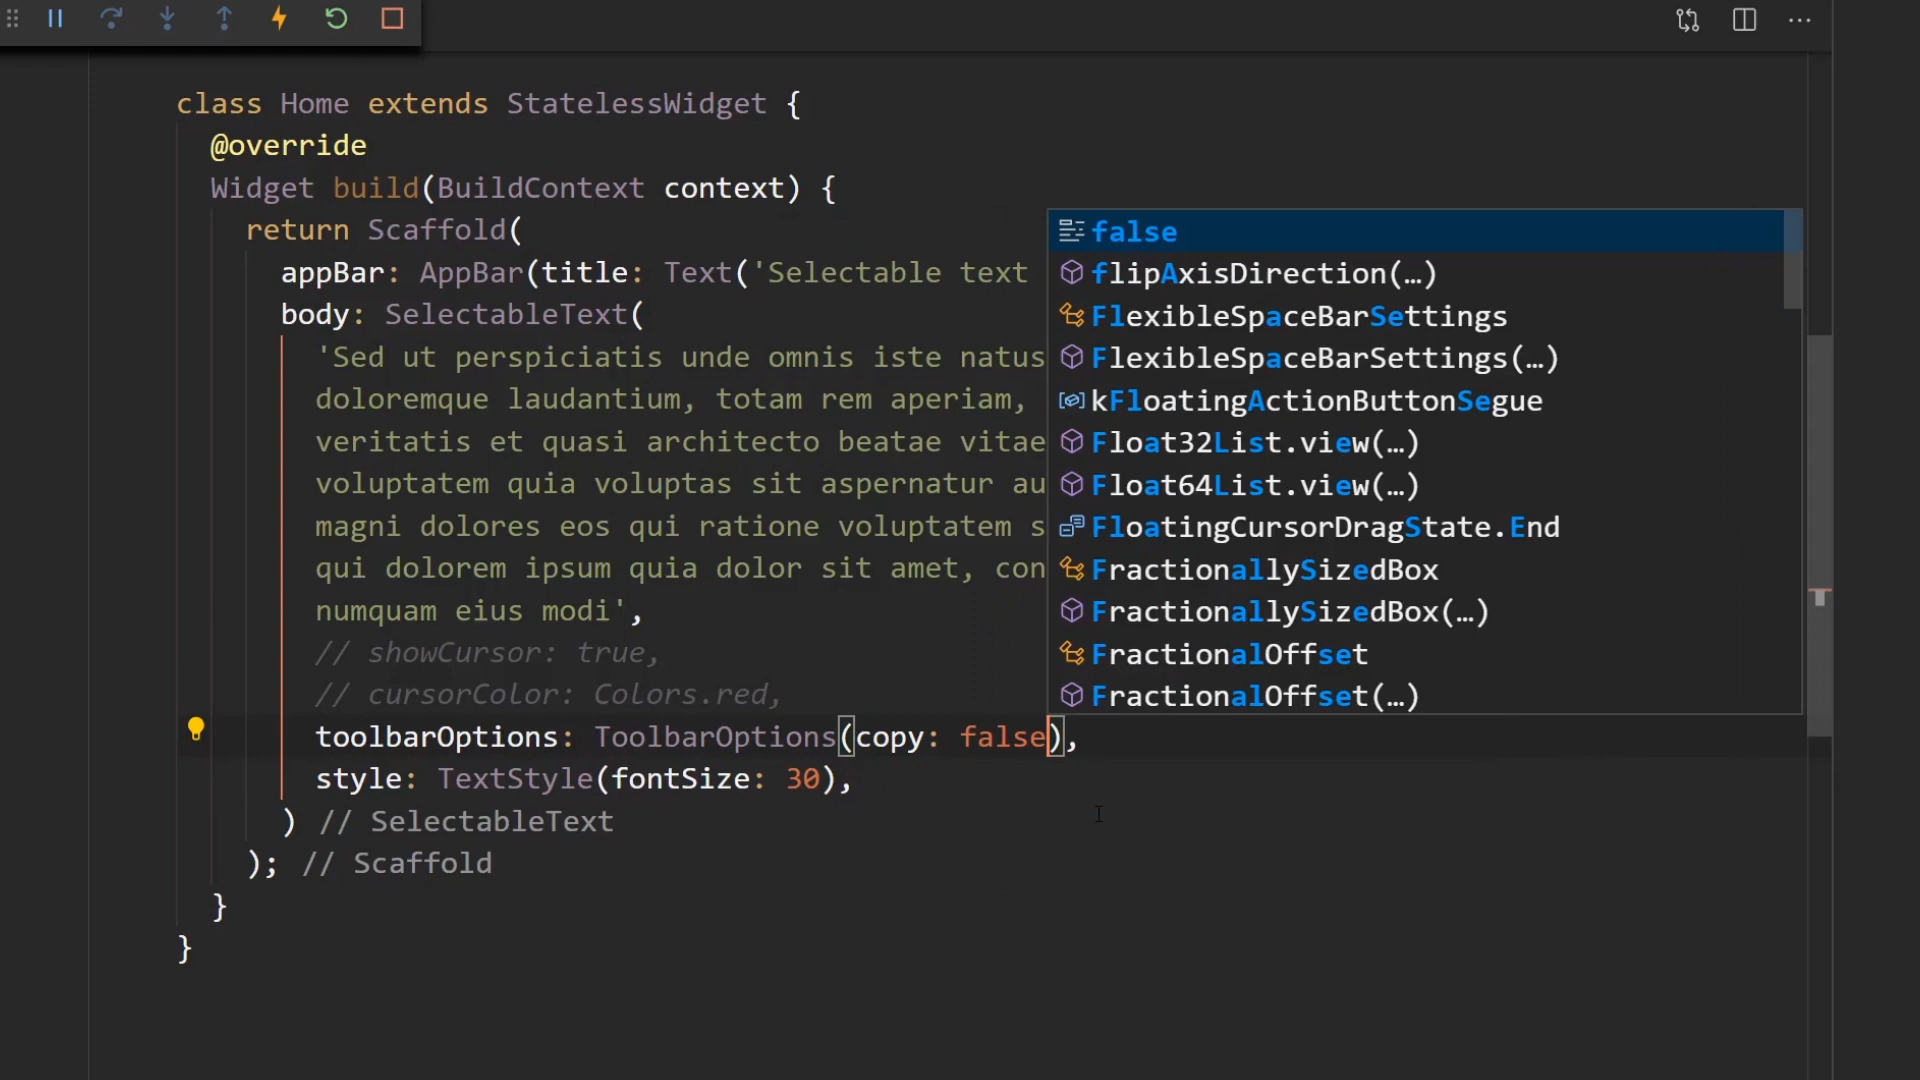 class Home extends StatelessWidget {
@override
Widget build(BuildContext context) {
return Scaffold(
appBar: AppBar(title: Text('Selectable text
body: SelectableText(
'Sed ut perspiciatis unde omnis iste natus
doloremque laudantium, totam rem aperiam,
veritatis et quasi architecto beatae vitae
voluptatem quia voluptas sit aspernatur au
magni dolores eos qui ratione voluptatem s
qui dolorem ipsum quia dolor sit amet, con
numquam eius modi',
// showCursor: true,
// cursorColor: Colors.red,
toolbarOptions: ToolbarOptions(copy: false),
style: TextStyle(fontSize: 30),
) // SelectableText
); // Scaffold
}
}
false
flipAxisDirection(…)
FlexibleSpaceBarSettings
FlexibleSpaceBarSettings(…)
kFloatingActionButtonSegue
Float32List.view(…)
Float64List.view(…)
FloatingCursorDragState.End
FractionallySizedBox
FractionallySizedBox(…)
FractionalOffset
FractionalOffset(…)